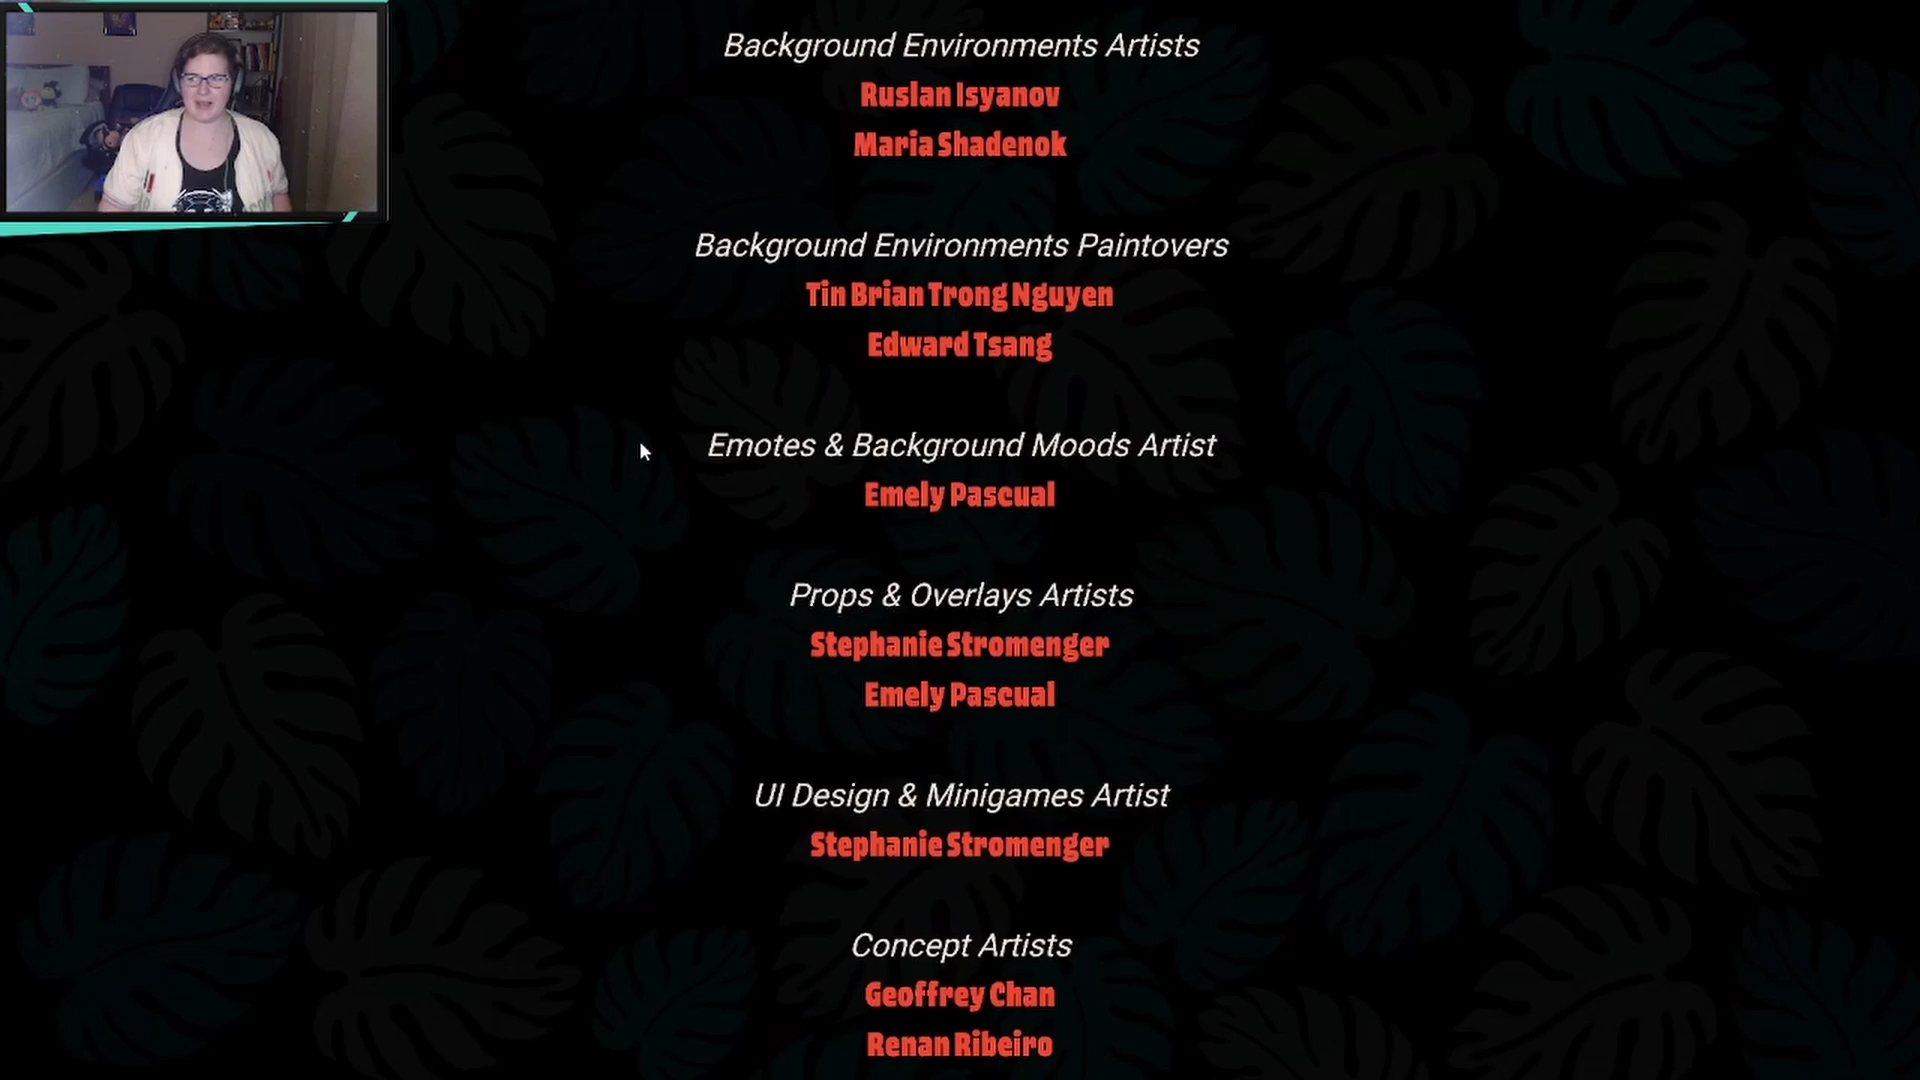 Background Environments Artists
Ruslan Isyanov
Maria Shadenok
Background Environments Paintovers
Tin Brian Trong Nguyen
Edward Tsang
Emotes & Background Moods Artist
Emely Pascual
Props & Overlays Artists
Stephanie Stromenger
Emely Pascual
UI Design & Minigames Artist
Stephanie Stromenger
Concept Artists
Geoffrey Chan
Renan Ribeiro